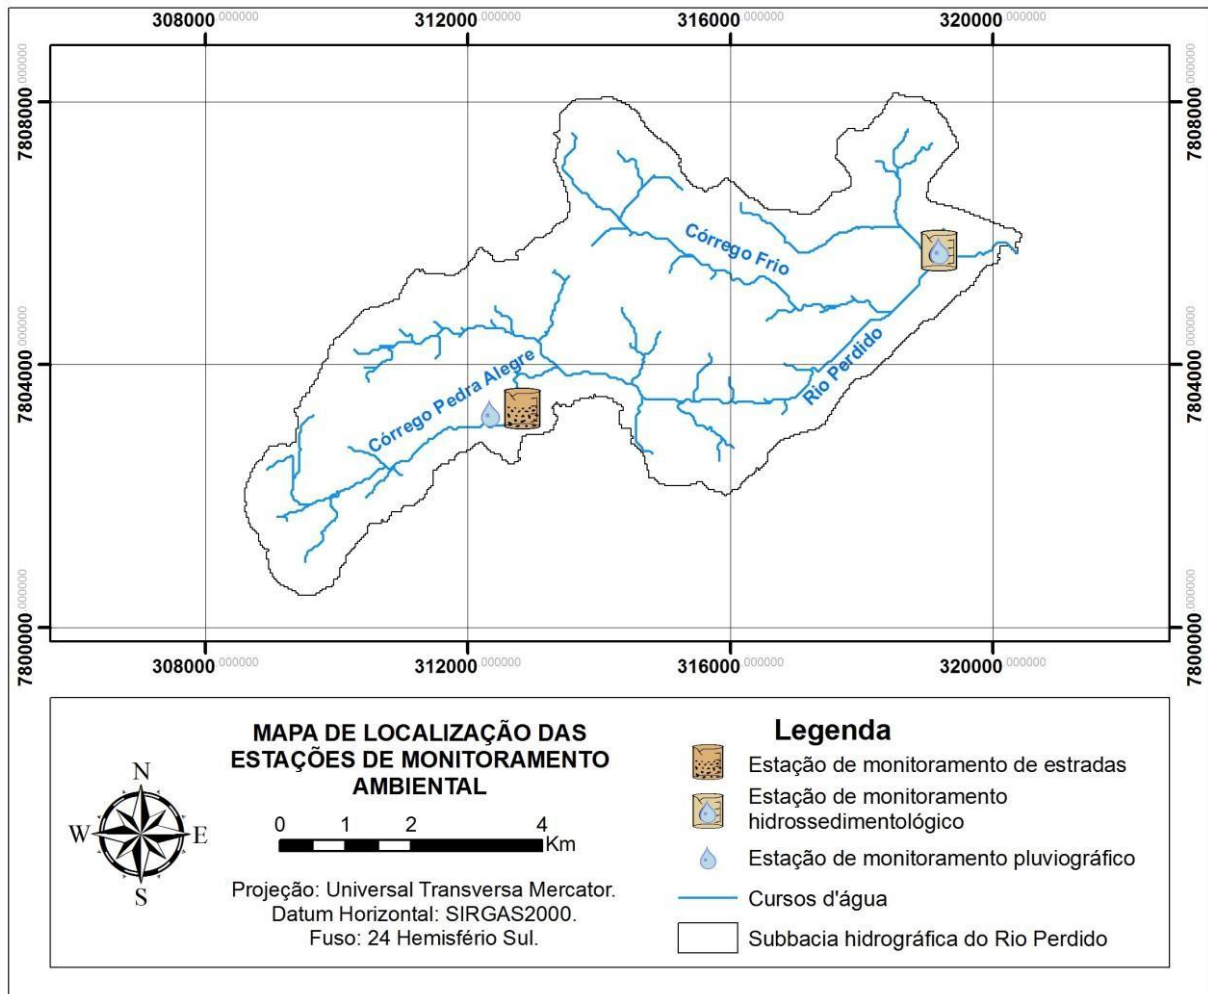 308000.000000 312000.000000 316000.000000 320000.000000
7808000.000000
7808000.000000
Córrego Frio
7804000.000000
7804000.000000
Córrego Pedra Alegre
Rio Perdido
7800000.000000
7800000.000000
308000.000000 312000.000000 316000.000000 320000.000000
MAPA DE LOCALIZAÇÃO DAS
ESTAÇÕES DE MONITORAMENTO
AMBIENTAL
N
W E
S
0 1 2 4
Km
Projeção: Universal Transversa Mercator.
Datum Horizontal: SIRGAS2000.
Fuso: 24 Hemisfério Sul.
Legenda
Estação de monitoramento de estradas
Estação de monitoramento
hidrossedimentológico
Estação de monitoramento pluviográfico
Cursos d'água
Subbacia hidrográfica do Rio Perdido